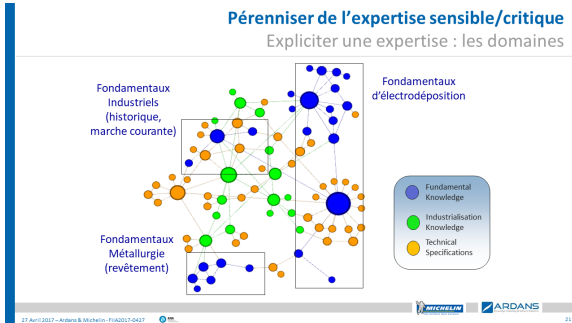 Pérenniser de l'expertise sensible/critique
Expliciter une expertise : les domaines
Fondamentaux
Industriels
(historique,
marche courante)
Fondamentaux
d'électrodéposition
Fondamentaux
Métallurgie
(revêtement)
Fundamental
Knowledge
Industrialisation
Knowledge
Technical
Specifications
MICHELIN
ARDANS
27 Avril 2017 – Ardans & Michelin - FIIA2017-0427
21